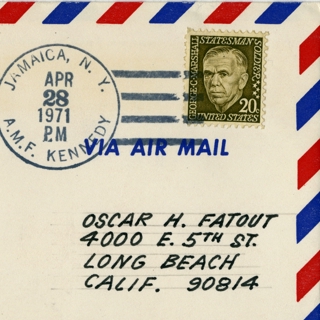 JAMAICA, N. Y.
APR
28
1971
PM
A.M.F. KENNEDY
GEORGE·C·MARSHALL
STATESMAN
SOLDIER
20c
UNITED STATES
VIA AIR MAIL
OSCAR H. FATOUT
4000 E. 5TH ST.
LONG BEACH
CALIF. 90814